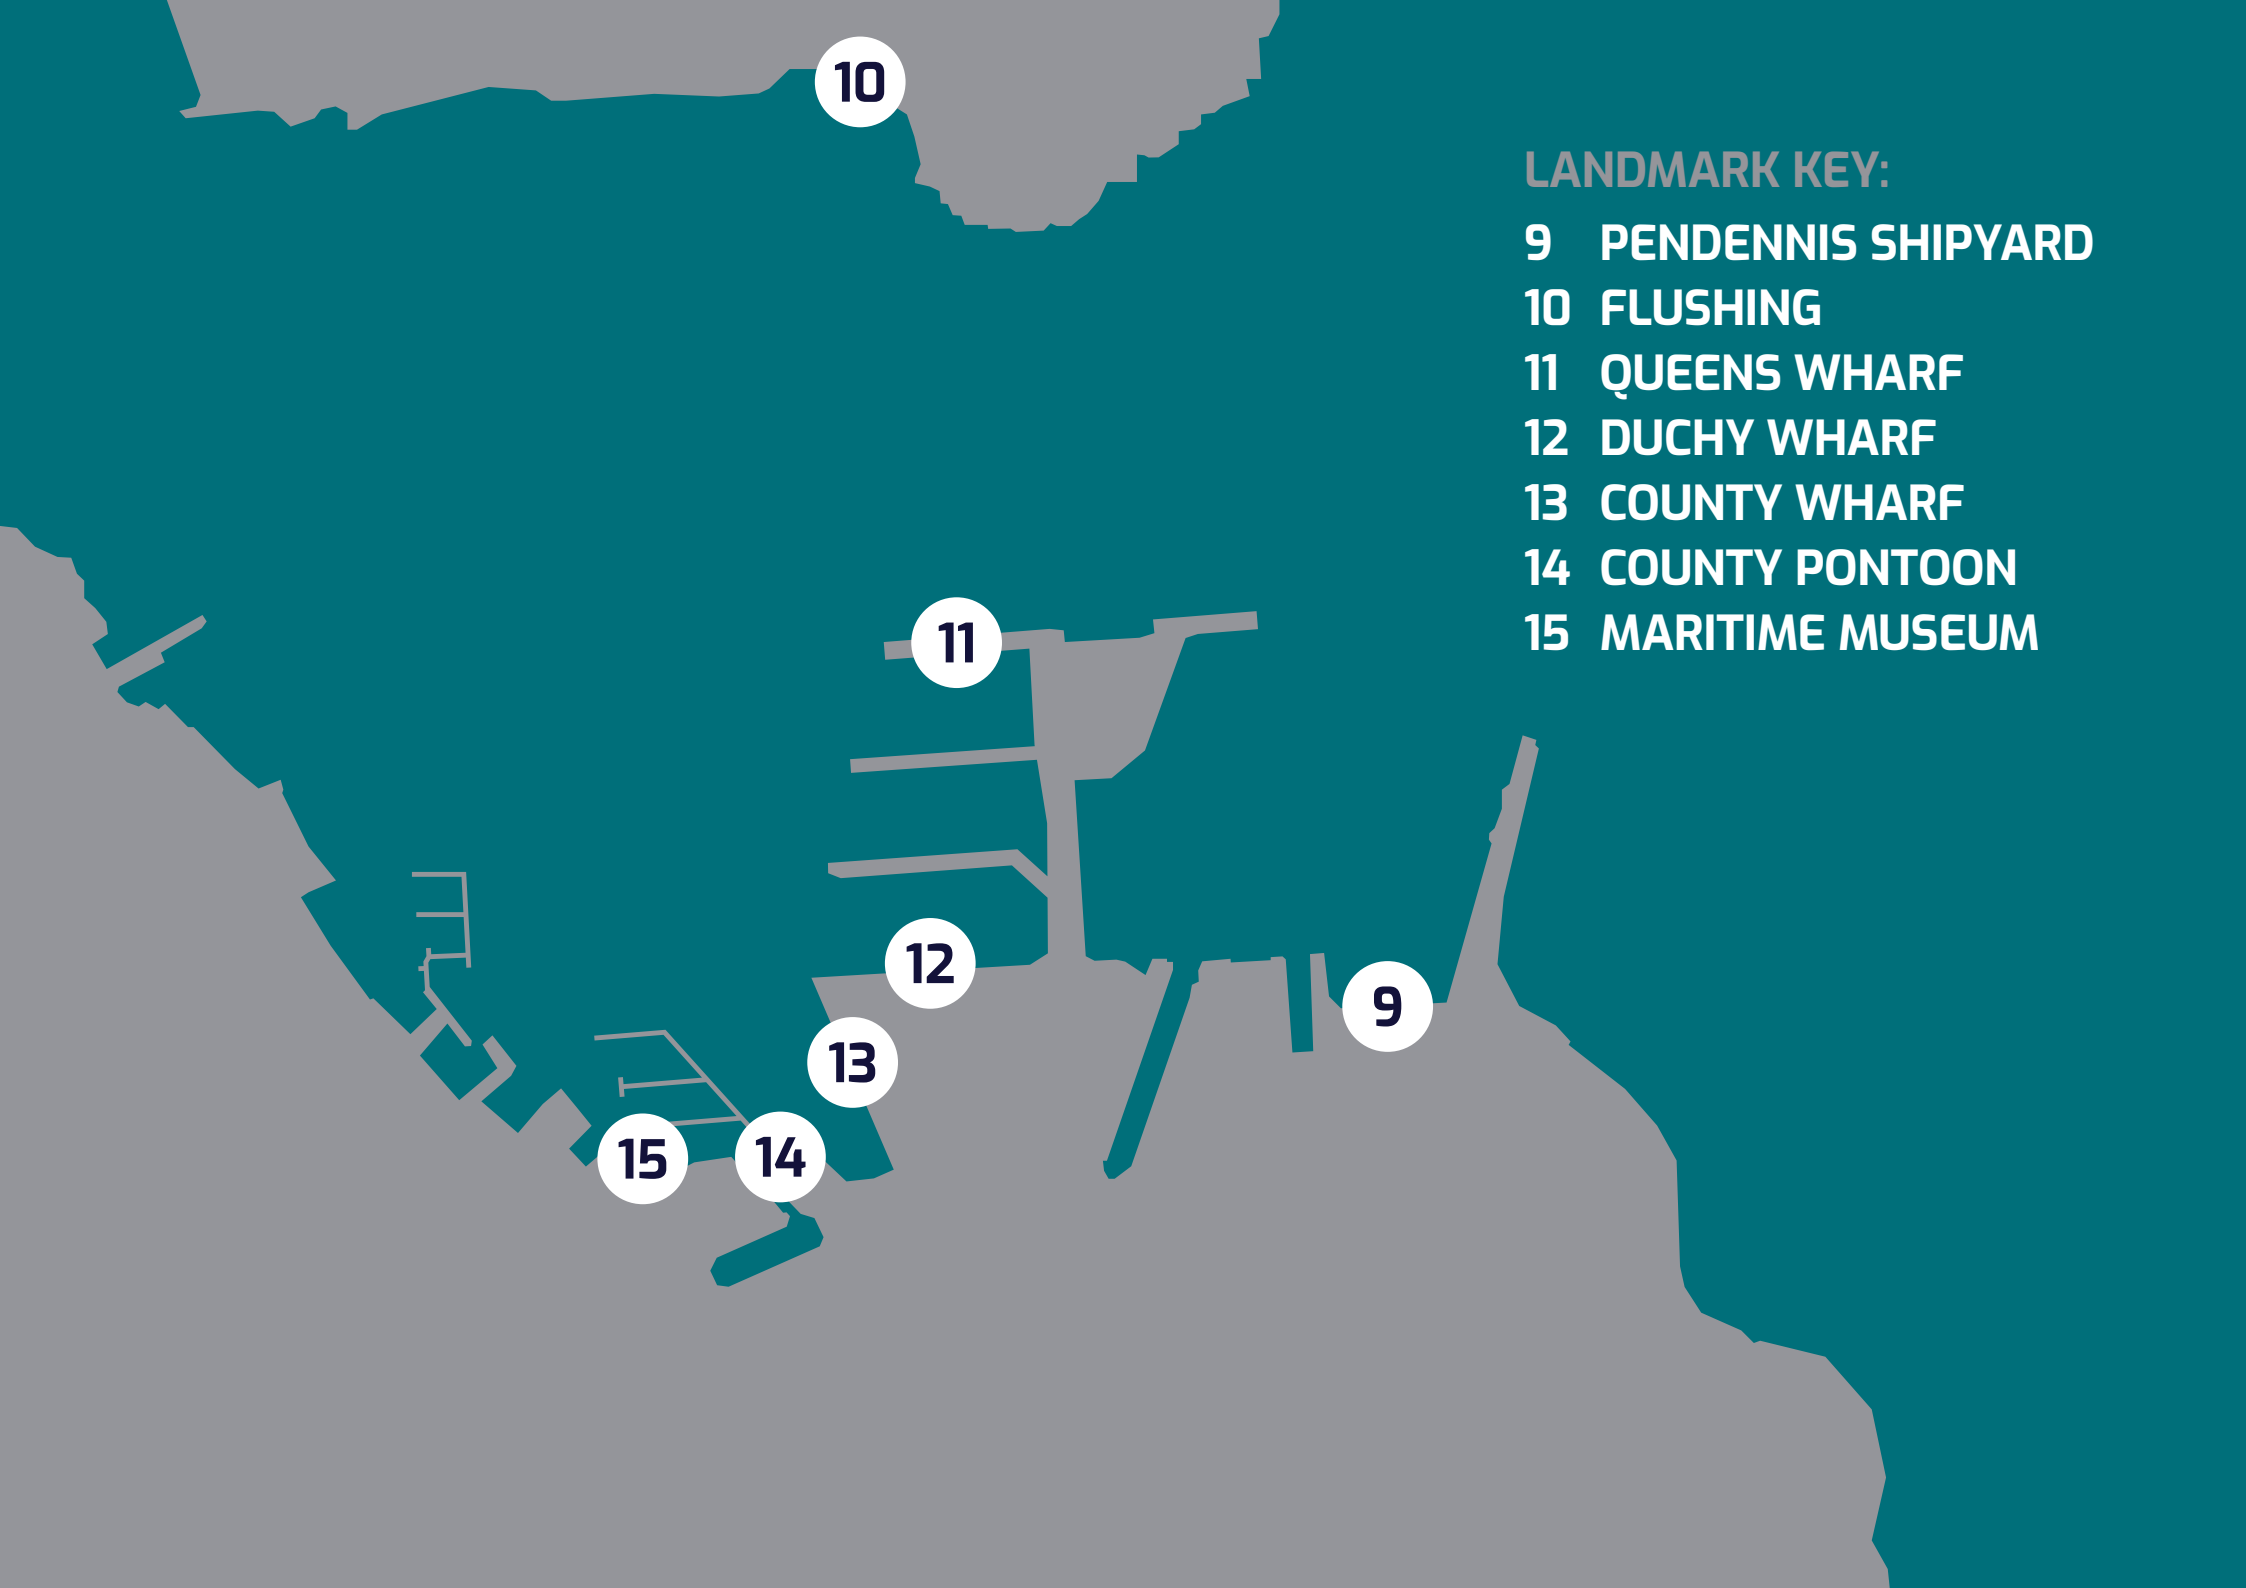 10
LANDMARK KEY:
9 PENDENNIS SHIPYARD
10 FLUSHING
11 QUEENS WHARF
12 DUCHY WHARF
13 COUNTY WHARF
14 COUNTY PONTOON
15 MARITIME MUSEUM
11
12
9
13
15
14